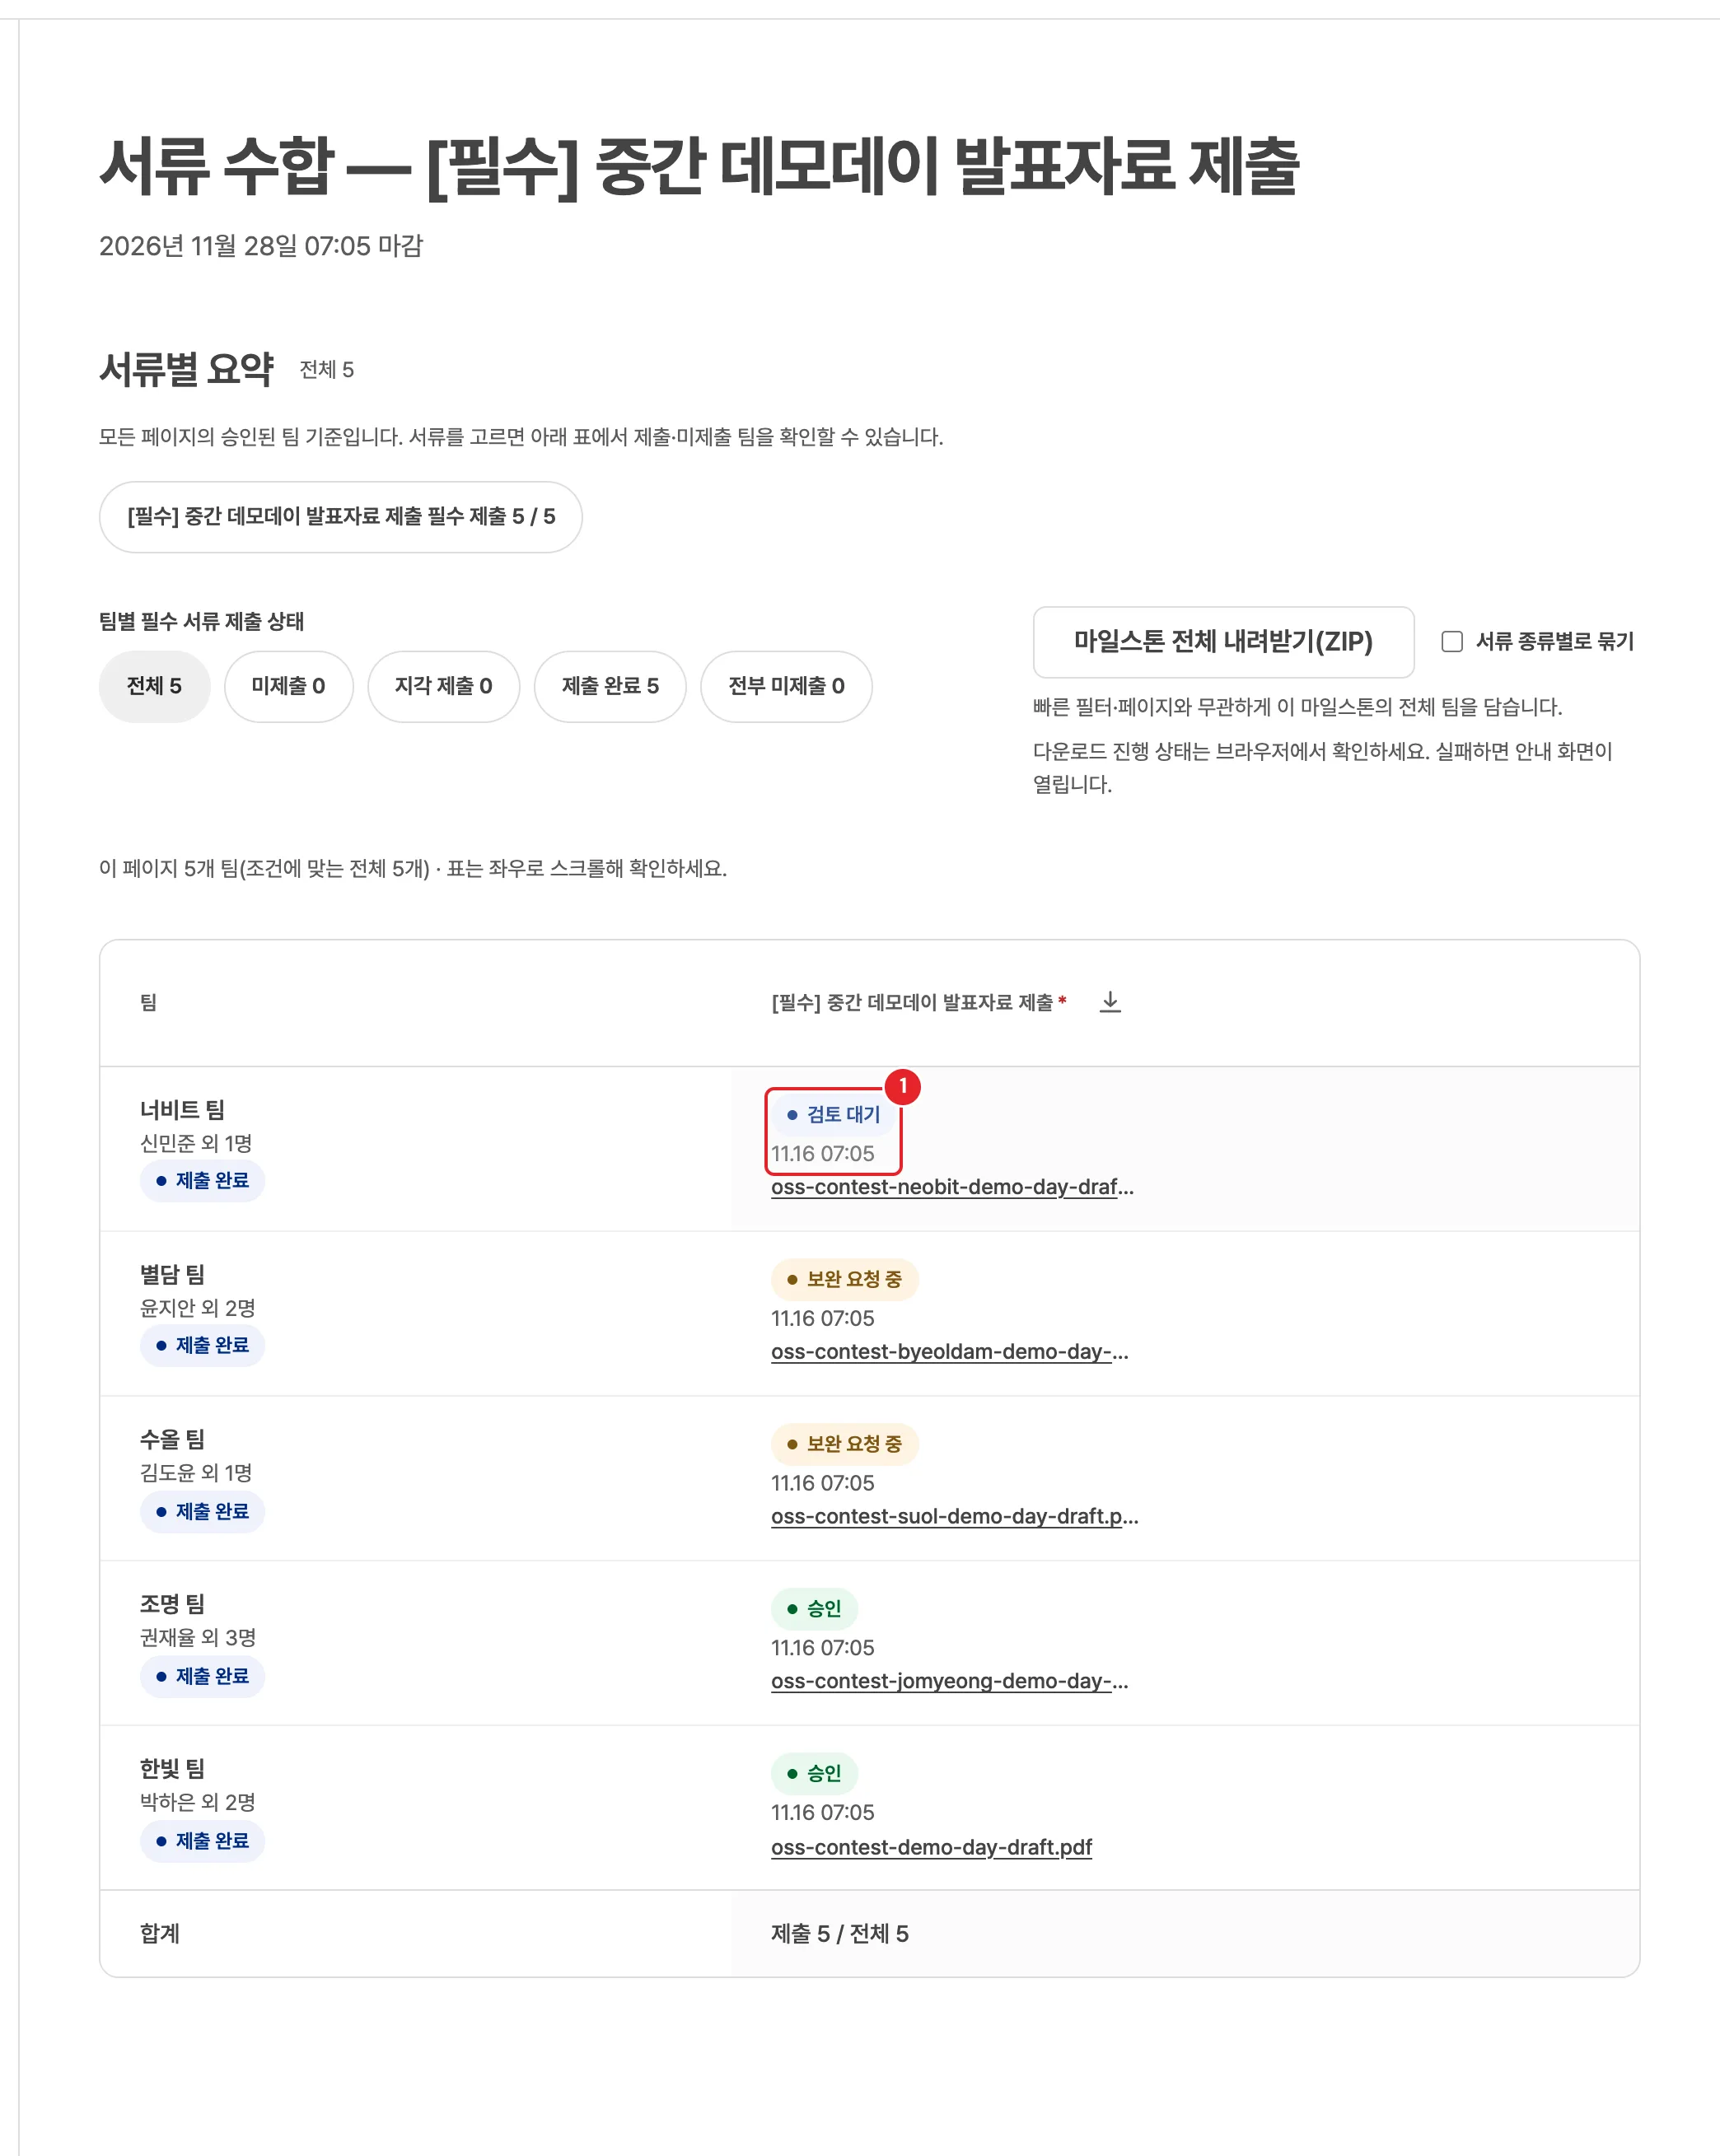 서류 수합 — [필수] 중간 데모데이 발표자료 제출
2026년 11월 28일 07:05 마감
서류별 요약 전체 5
모든 페이지의 승인된 팀 기준입니다. 서류를 고르면 아래 표에서 제출·미제출 팀을 확인할 수 있습니다.
[필수] 중간 데모데이 발표자료 제출 필수 제출 5 / 5
팀별 필수 서류 제출 상태
전체 5 미제출 0 지각 제출 0 제출 완료 5 전부 미제출 0
마일스톤 전체 내려받기(ZIP) 서류 종류별로 묶기
빠른 필터·페이지와 무관하게 이 마일스톤의 전체 팀을 담습니다.
다운로드 진행 상태는 브라우저에서 확인하세요. 실패하면 안내 화면이
열립니다.
이 페이지 5개 팀(조건에 맞는 전체 5개) · 표는 좌우로 스크롤해 확인하세요.
팀 [필수] 중간 데모데이 발표자료 제출 *
너비트 팀
신민준 외 1명
제출 완료
1
검토 대기
11.16 07:05
oss-contest-neobit-demo-day-draf...
별담 팀
윤지안 외 2명
제출 완료
보완 요청 중
11.16 07:05
oss-contest-byeoldam-demo-day-...
수올 팀
김도윤 외 1명
제출 완료
보완 요청 중
11.16 07:05
oss-contest-suol-demo-day-draft.p...
조명 팀
권재율 외 3명
제출 완료
승인
11.16 07:05
oss-contest-jomyeong-demo-day-...
한빛 팀
박하은 외 2명
제출 완료
승인
11.16 07:05
oss-contest-demo-day-draft.pdf
합계 제출 5 / 전체 5